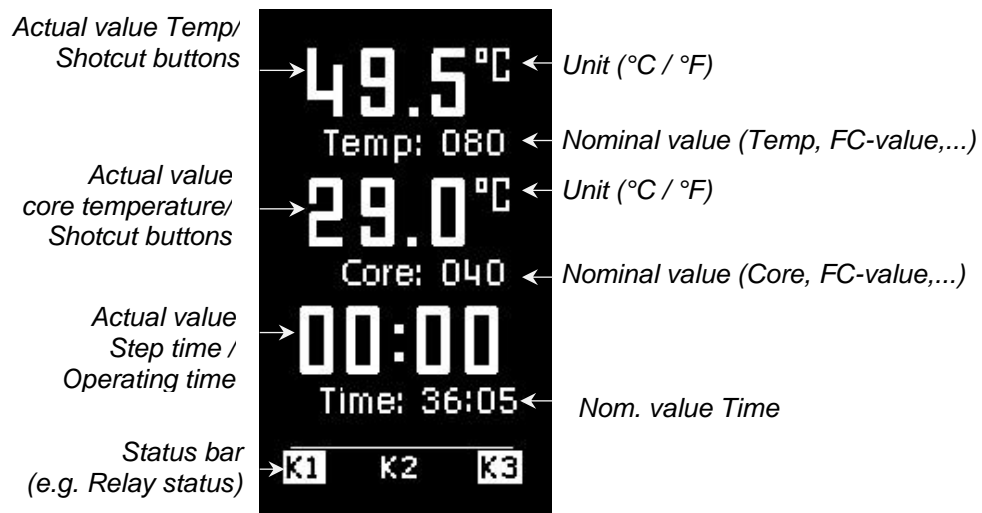 Actual value Temp/
Shotcut buttons
49.5°C
Unit (°C / °F)
Temp: 080
Nominal value (Temp, FC-value,...)
Actual value
core temperature/
Shotcut buttons
29.0°C
Unit (°C / °F)
Core: 040
Nominal value (Core, FC-value,...)
Actual value
Step time /
Operating time
00:00
Time: 36:05
Nom. value Time
Status bar
(e.g. Relay status)
K1 K2 K3